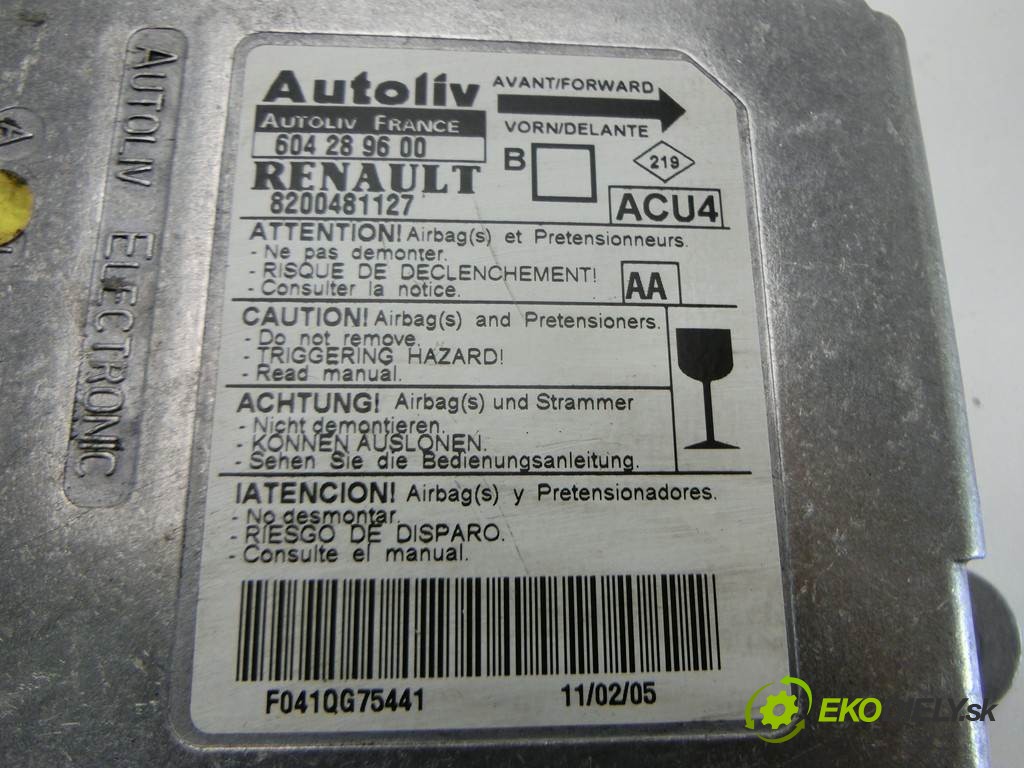 AUTOLIV ELECTRONIC
Autoliv
AUTOLIV FRANCE
604 28 96 00
RENAULT
8200481127
AVANT/FORWARD
VORN/DELANTE
B
219
ACU4
ATTENTION! Airbag(s) et Pretensionneurs.
- Ne pas demonter.
- RISQUE DE DECLENCHEMENT!
- Consulter la notice.
AA
CAUTION! Airbag(s) and Pretensioners.
- Do not remove.
- TRIGGERING HAZARD!
- Read manual.
ACHTUNG! Airbag(s) und Strammer
- Nicht demontieren.
- KONNEN AUSLONEN.
- Sehen Sie die Bedienungsanleitung.
IATENCION! Airbag(s) y Pretensionadores.
- No desmontar.
- RIESGO DE DISPARO.
- Consulte el manual.
F041QG75441 11/02/05